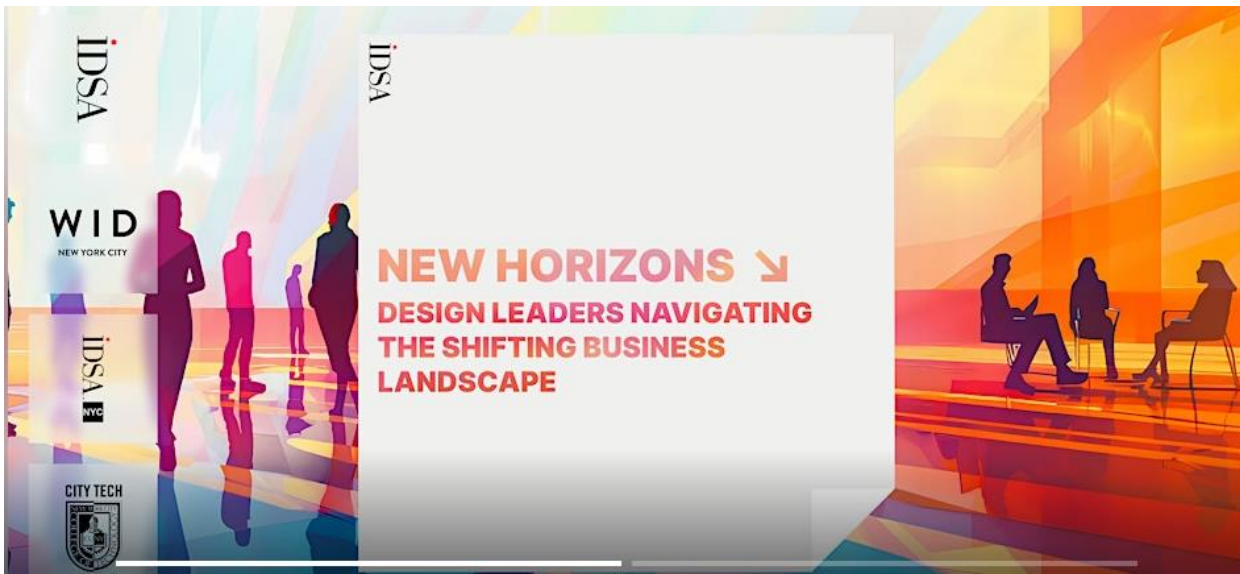 IDSA
WID
NEW YORK CITY
IDSA
NYC
CITY TECH
IDSA
NEW HORIZONS ↘
DESIGN LEADERS NAVIGATING
THE SHIFTING BUSINESS
LANDSCAPE